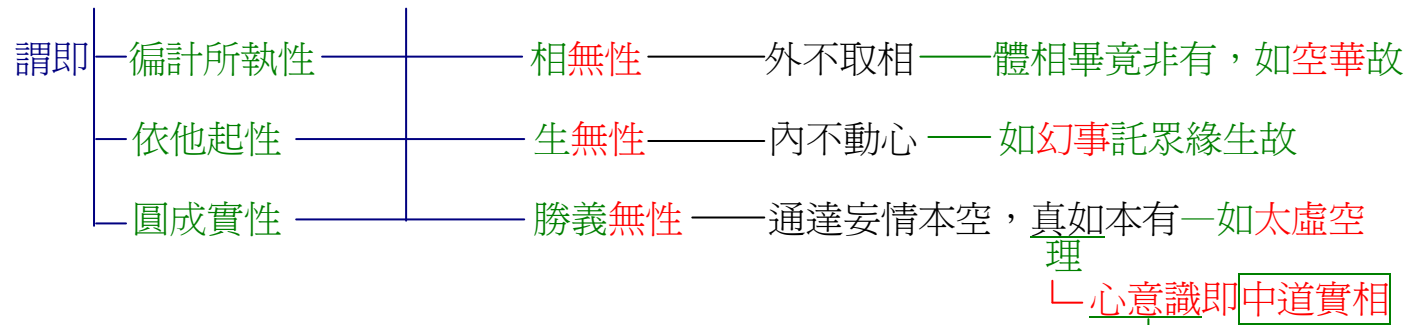 謂即 徧計所執性 相無性 外不取相 體相畢竟非有，如空華故
依他起性 生無性 內不動心 如幻事託眾緣生故
圓成實性 勝義無性 通達妄情本空，真如本有—如太虛空
理
心意識即中道實相